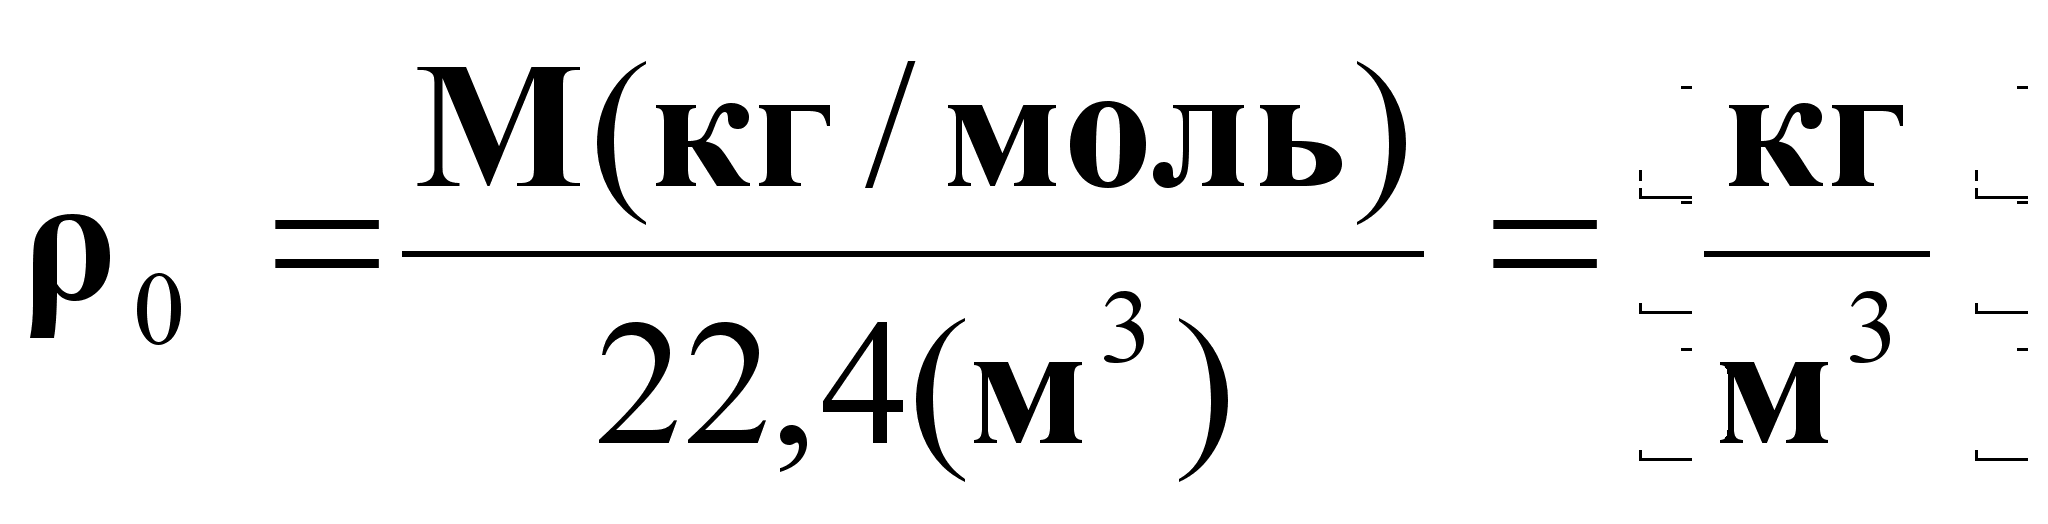 ρ₀ = М(кг/моль) / 22,4(м³) = [кг / м³]